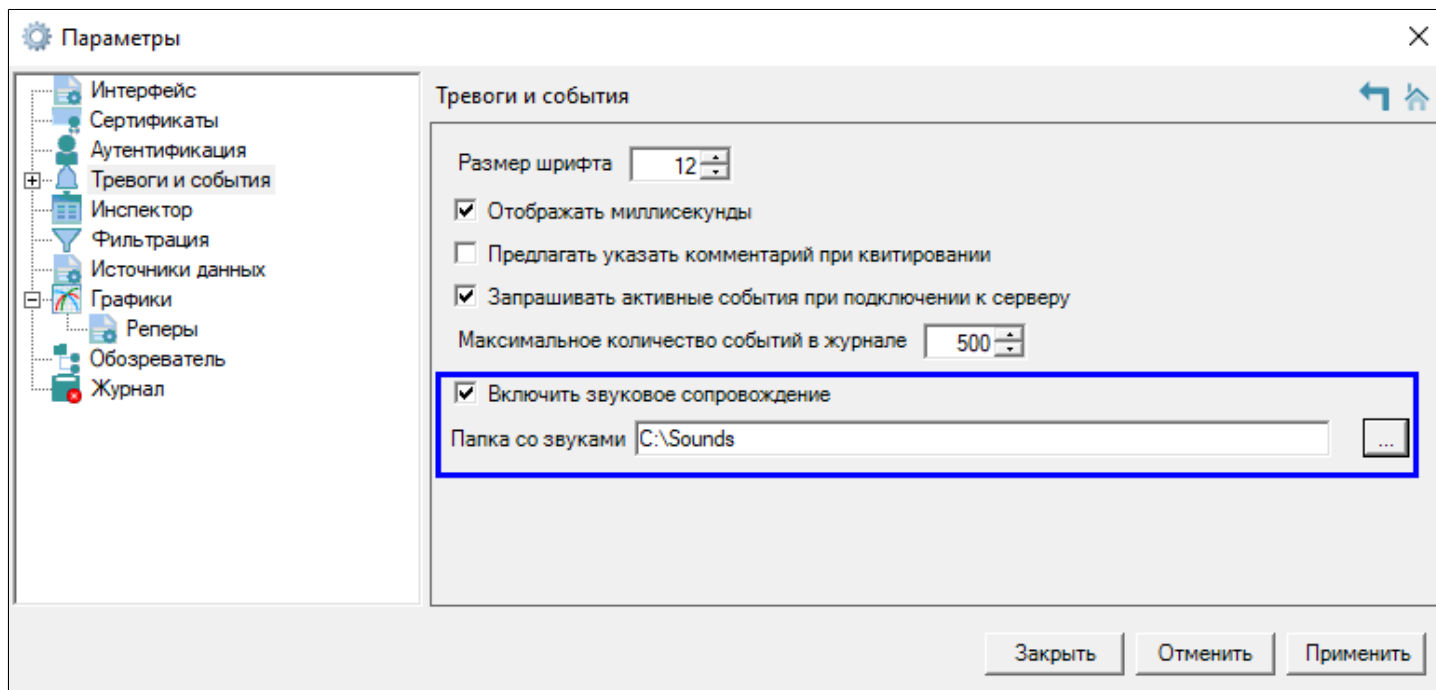 Параметры
Интерфейс
Сертификаты
Аутентификация
Тревоги и события
Инспектор
Фильтрация
Источники данных
Графики
Реперы
Обозреватель
Журнал
Тревоги и события
Размер шрифта 12
Отображать миллисекунды
Предлагать указать комментарий при квитировании
Запрашивать активные события при подключении к серверу
Максимальное количество событий в журнале 500
Включить звуковое сопровождение
Папка со звуками C:\Sounds ...
Закрыть Отменить Применить